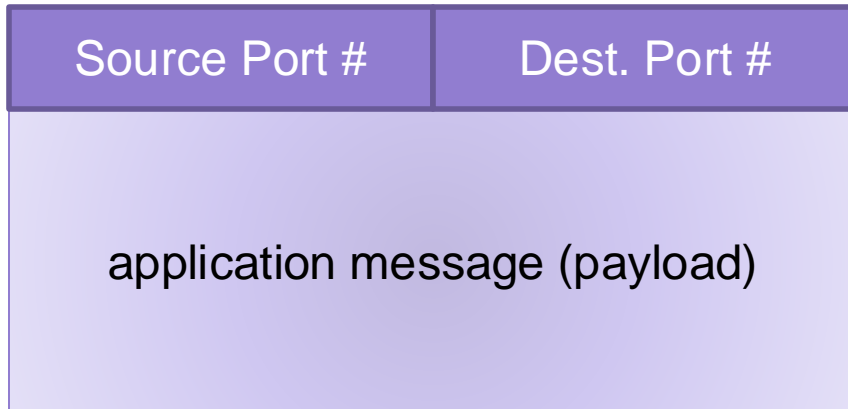 Source Port # Dest. Port #
application message (payload)